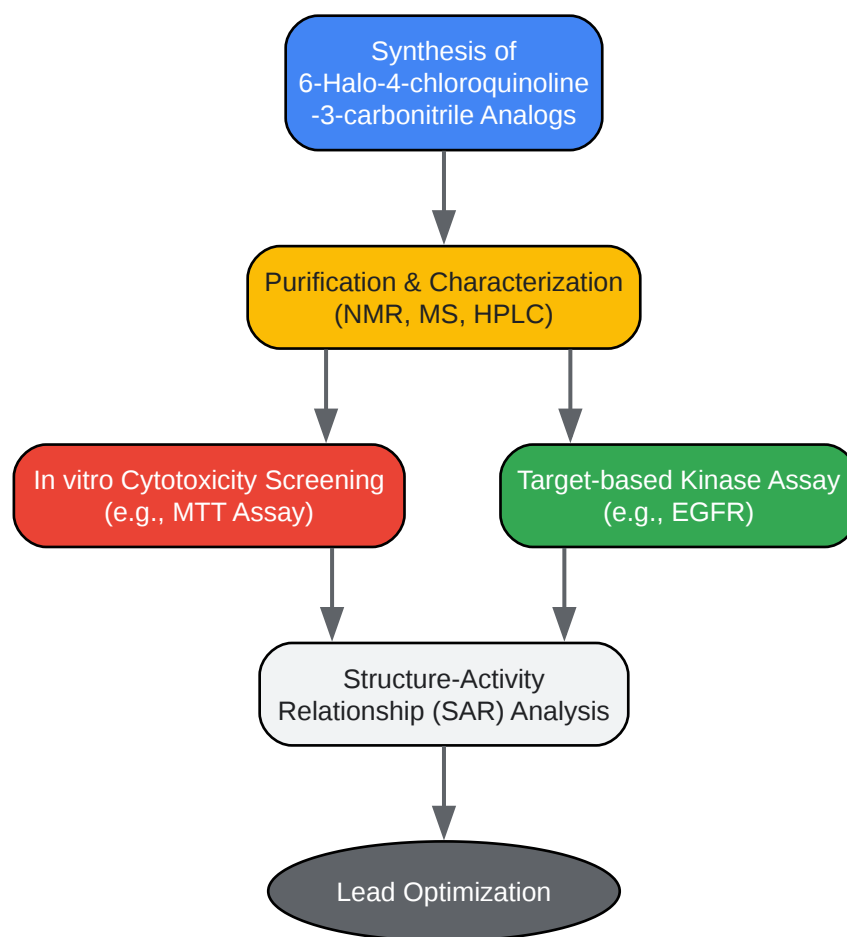 Synthesis of
6-Halo-4-chloroquinoline
-3-carbonitrile Analogs
Purification & Characterization
(NMR, MS, HPLC)
In vitro Cytotoxicity Screening
(e.g., MTT Assay)
Target-based Kinase Assay
(e.g., EGFR)
Structure-Activity
Relationship (SAR) Analysis
Lead Optimization